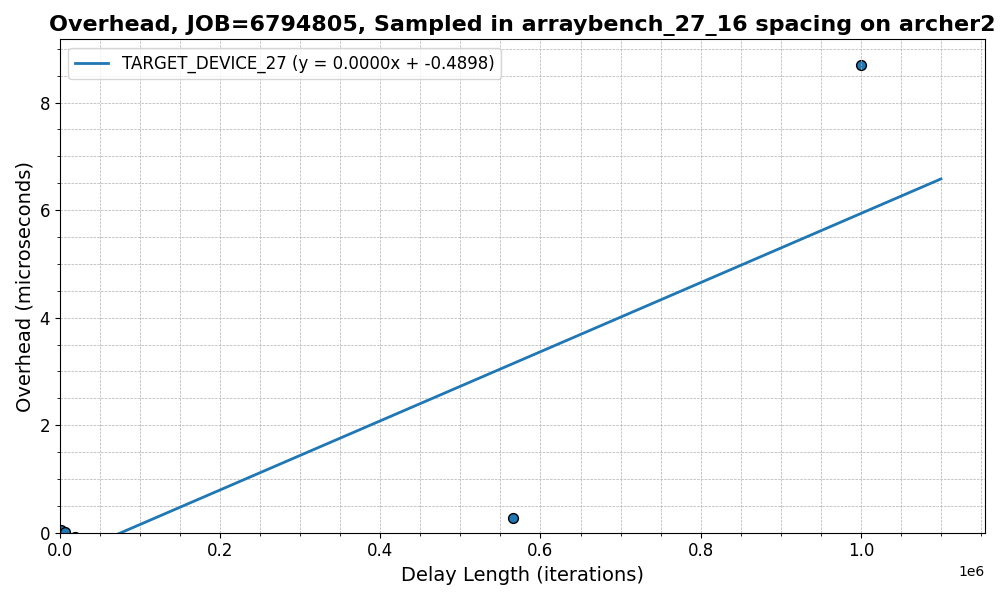 Overhead, JOB=6794805, Sampled in arraybench_27_16 spacing on archer2
TARGET_DEVICE_27 (y = 0.0000x + -0.4898)
Overhead (microseconds)
8
6
4
2
0
0.0 0.2 0.4 0.6 0.8 1.0
1e6
Delay Length (iterations)